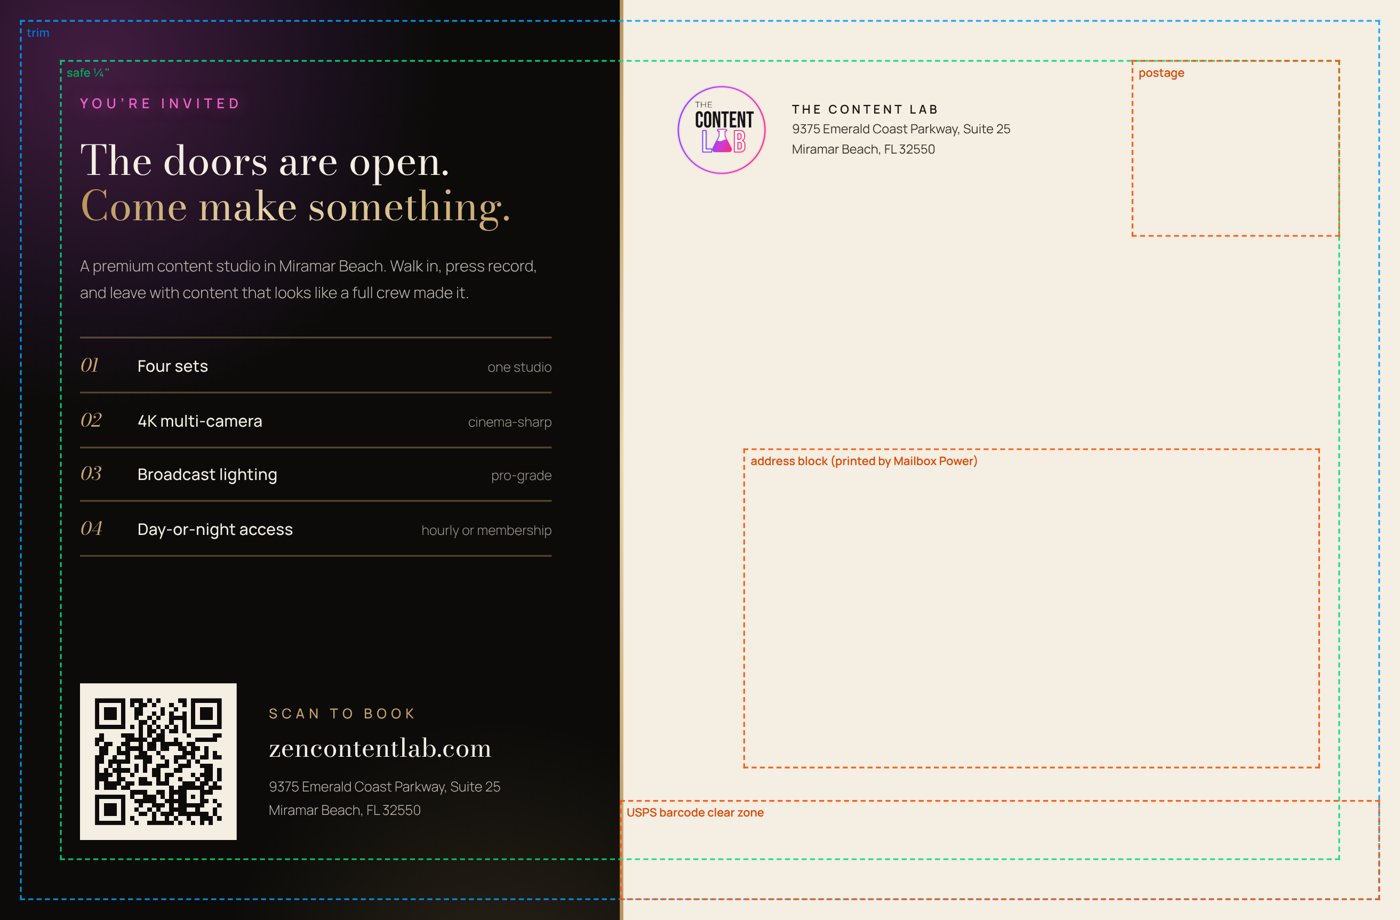 trim
safe ¼"
YOU'RE INVITED
The doors are open.
Come make something.
A premium content studio in Miramar Beach. Walk in, press record,
and leave with content that looks like a full crew made it.
01 Four sets one studio
02 4K multi-camera cinema-sharp
03 Broadcast lighting pro-grade
04 Day-or-night access hourly or membership
SCAN TO BOOK
zencontentlab.com
9375 Emerald Coast Parkway, Suite 25
Miramar Beach, FL 32550
THE
CONTENT
LAB
THE CONTENT LAB
9375 Emerald Coast Parkway, Suite 25
Miramar Beach, FL 32550
postage
address block (printed by Mailbox Power)
USPS barcode clear zone